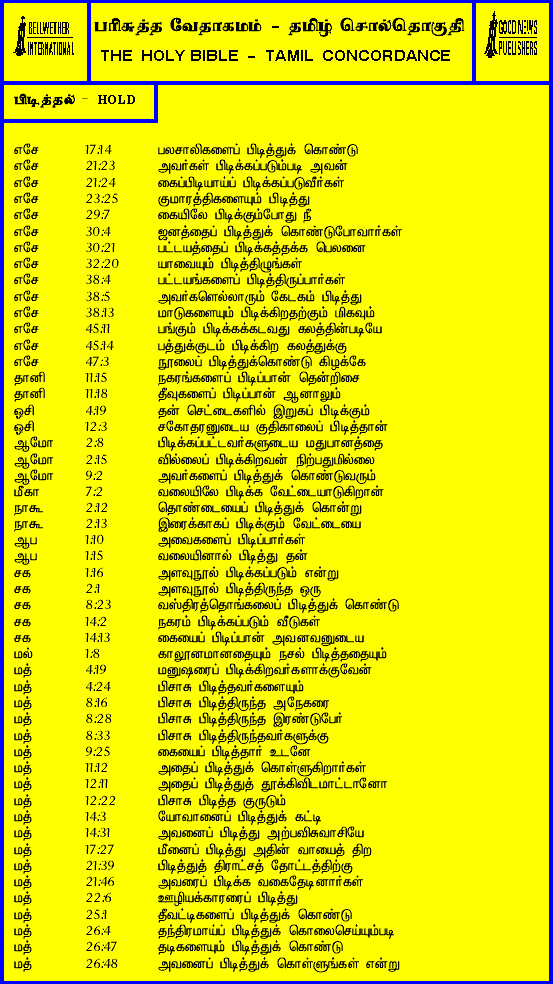 BELLWETHER
INTERNATIONAL
பரிசுத்த வேதாகமம் - தமிழ் சொல்தொகுதி
THE HOLY BIBLE - TAMIL CONCORDANCE
GOOD NEWS
PUBLISHERS
பிடித்தல் - HOLD
எசே 17:14 பலசாலிகளைப் பிடித்துக் கொண்டு
எசே 21:23 அவர்கள் பிடிக்கப்படும்படி அவன்
எசே 21:24 கைப்பிடியாய்ப் பிடிக்கப்படுவீர்கள்
எசே 23:25 குமாரத்திகளையும் பிடித்து
எசே 29:7 கையிலே பிடிக்கும்போது நீ
எசே 30:4 ஜனத்தைப் பிடித்துக் கொண்டுபோவார்கள்
எசே 30:21 பட்டயத்தைப் பிடிக்கத்தக்க பெலனை
எசே 32:20 யாவையும் பிடித்திழுங்கள்
எசே 38:4 பட்டயங்களைப் பிடித்திருப்பார்கள்
எசே 38:5 அவர்களெல்லாரும் கேடகம் பிடித்து
எசே 38:13 மாடுகளையும் பிடிக்கிறதற்கும் மிகவும்
எசே 45:11 பங்கும் பிடிக்கக்கடவது கலத்தின்படியே
எசே 45:14 பத்துக்குடம் பிடிக்கிற கலத்துக்கு
எசே 47:3 நூலைப் பிடித்துக்கொண்டு கிழக்கே
தானி 11:15 நகரங்களைப் பிடிப்பான் தென்றிசை
தானி 11:18 தீவுகளைப் பிடிப்பான் ஆனாலும்
ஓசி 4:19 தன் செட்டைகளில் இறுகப் பிடிக்கும்
ஓசி 12:3 சகோதரனுடைய குதிகாலைப் பிடித்தான்
ஆமோ 2:8 பிடிக்கப்பட்டவர்களுடைய மதுபானத்தை
ஆமோ 2:15 வில்லைப் பிடிக்கிறவன் நிற்பதுமில்லை
ஆமோ 9:2 அவர்களைப் பிடித்துக் கொண்டுவரும்
மீகா 7:2 வலையிலே பிடிக்க வேட்டையாடுகிறான்
நாகூ 2:12 தொண்டையைப் பிடித்துக் கொன்று
நாகூ 2:13 இரைக்காகப் பிடிக்கும் வேட்டையை
ஆப 1:10 அவைகளைப் பிடிப்பார்கள்
ஆப 1:15 வலையினால் பிடித்து தன்
சக 1:16 அளவுநூல் பிடிக்கப்படும் என்று
சக 2:1 அளவுநூல் பிடித்திருந்த ஒரு
சக 8:23 வஸ்திரத்தொங்கலைப் பிடித்துக் கொண்டு
சக 14:2 நகரம் பிடிக்கப்படும் வீடுகள்
சக 14:13 கையைப் பிடிப்பான் அவனவனுடைய
மல் 1:8 காலூனமானதையும் நசல் பிடித்ததையும்
மத் 4:19 மனுஷரைப் பிடிக்கிறவர்களாக்குவேன்
மத் 4:24 பிசாசு பிடித்தவர்களையும்
மத் 8:16 பிசாசு பிடித்திருந்த அநேகரை
மத் 8:28 பிசாசு பிடித்திருந்த இரண்டுபேர்
மத் 8:33 பிசாசு பிடித்திருந்தவர்களுக்கு
மத் 9:25 கையைப் பிடித்தார் உடனே
மத் 11:12 அதைப் பிடித்துக் கொள்ளுகிறார்கள்
மத் 12:11 அதைப் பிடித்துத் தூக்கிவிடமாட்டானோ
மத் 12:22 பிசாசு பிடித்த குருடும்
மத் 14:3 யோவானைப் பிடித்துக் கட்டி
மத் 14:31 அவனைப் பிடித்து அற்பவிசுவாசியே
மத் 17:27 மீனைப் பிடித்து அதின் வாயைத் திற
மத் 21:39 பிடித்துத் திராட்சத் தோட்டத்திற்கு
மத் 21:46 அவரைப் பிடிக்க வகைதேடினார்கள்
மத் 22:6 ஊழியக்காரரைப் பிடித்து
மத் 25:1 தீவட்டிகளைப் பிடித்துக் கொண்டு
மத் 26:4 தந்திரமாய்ப் பிடித்துக் கொலைசெய்யும்படி
மத் 26:47 தடிகளையும் பிடித்துக் கொண்டு
மத் 26:48 அவனைப் பிடித்துக் கொள்ளுங்கள் என்று